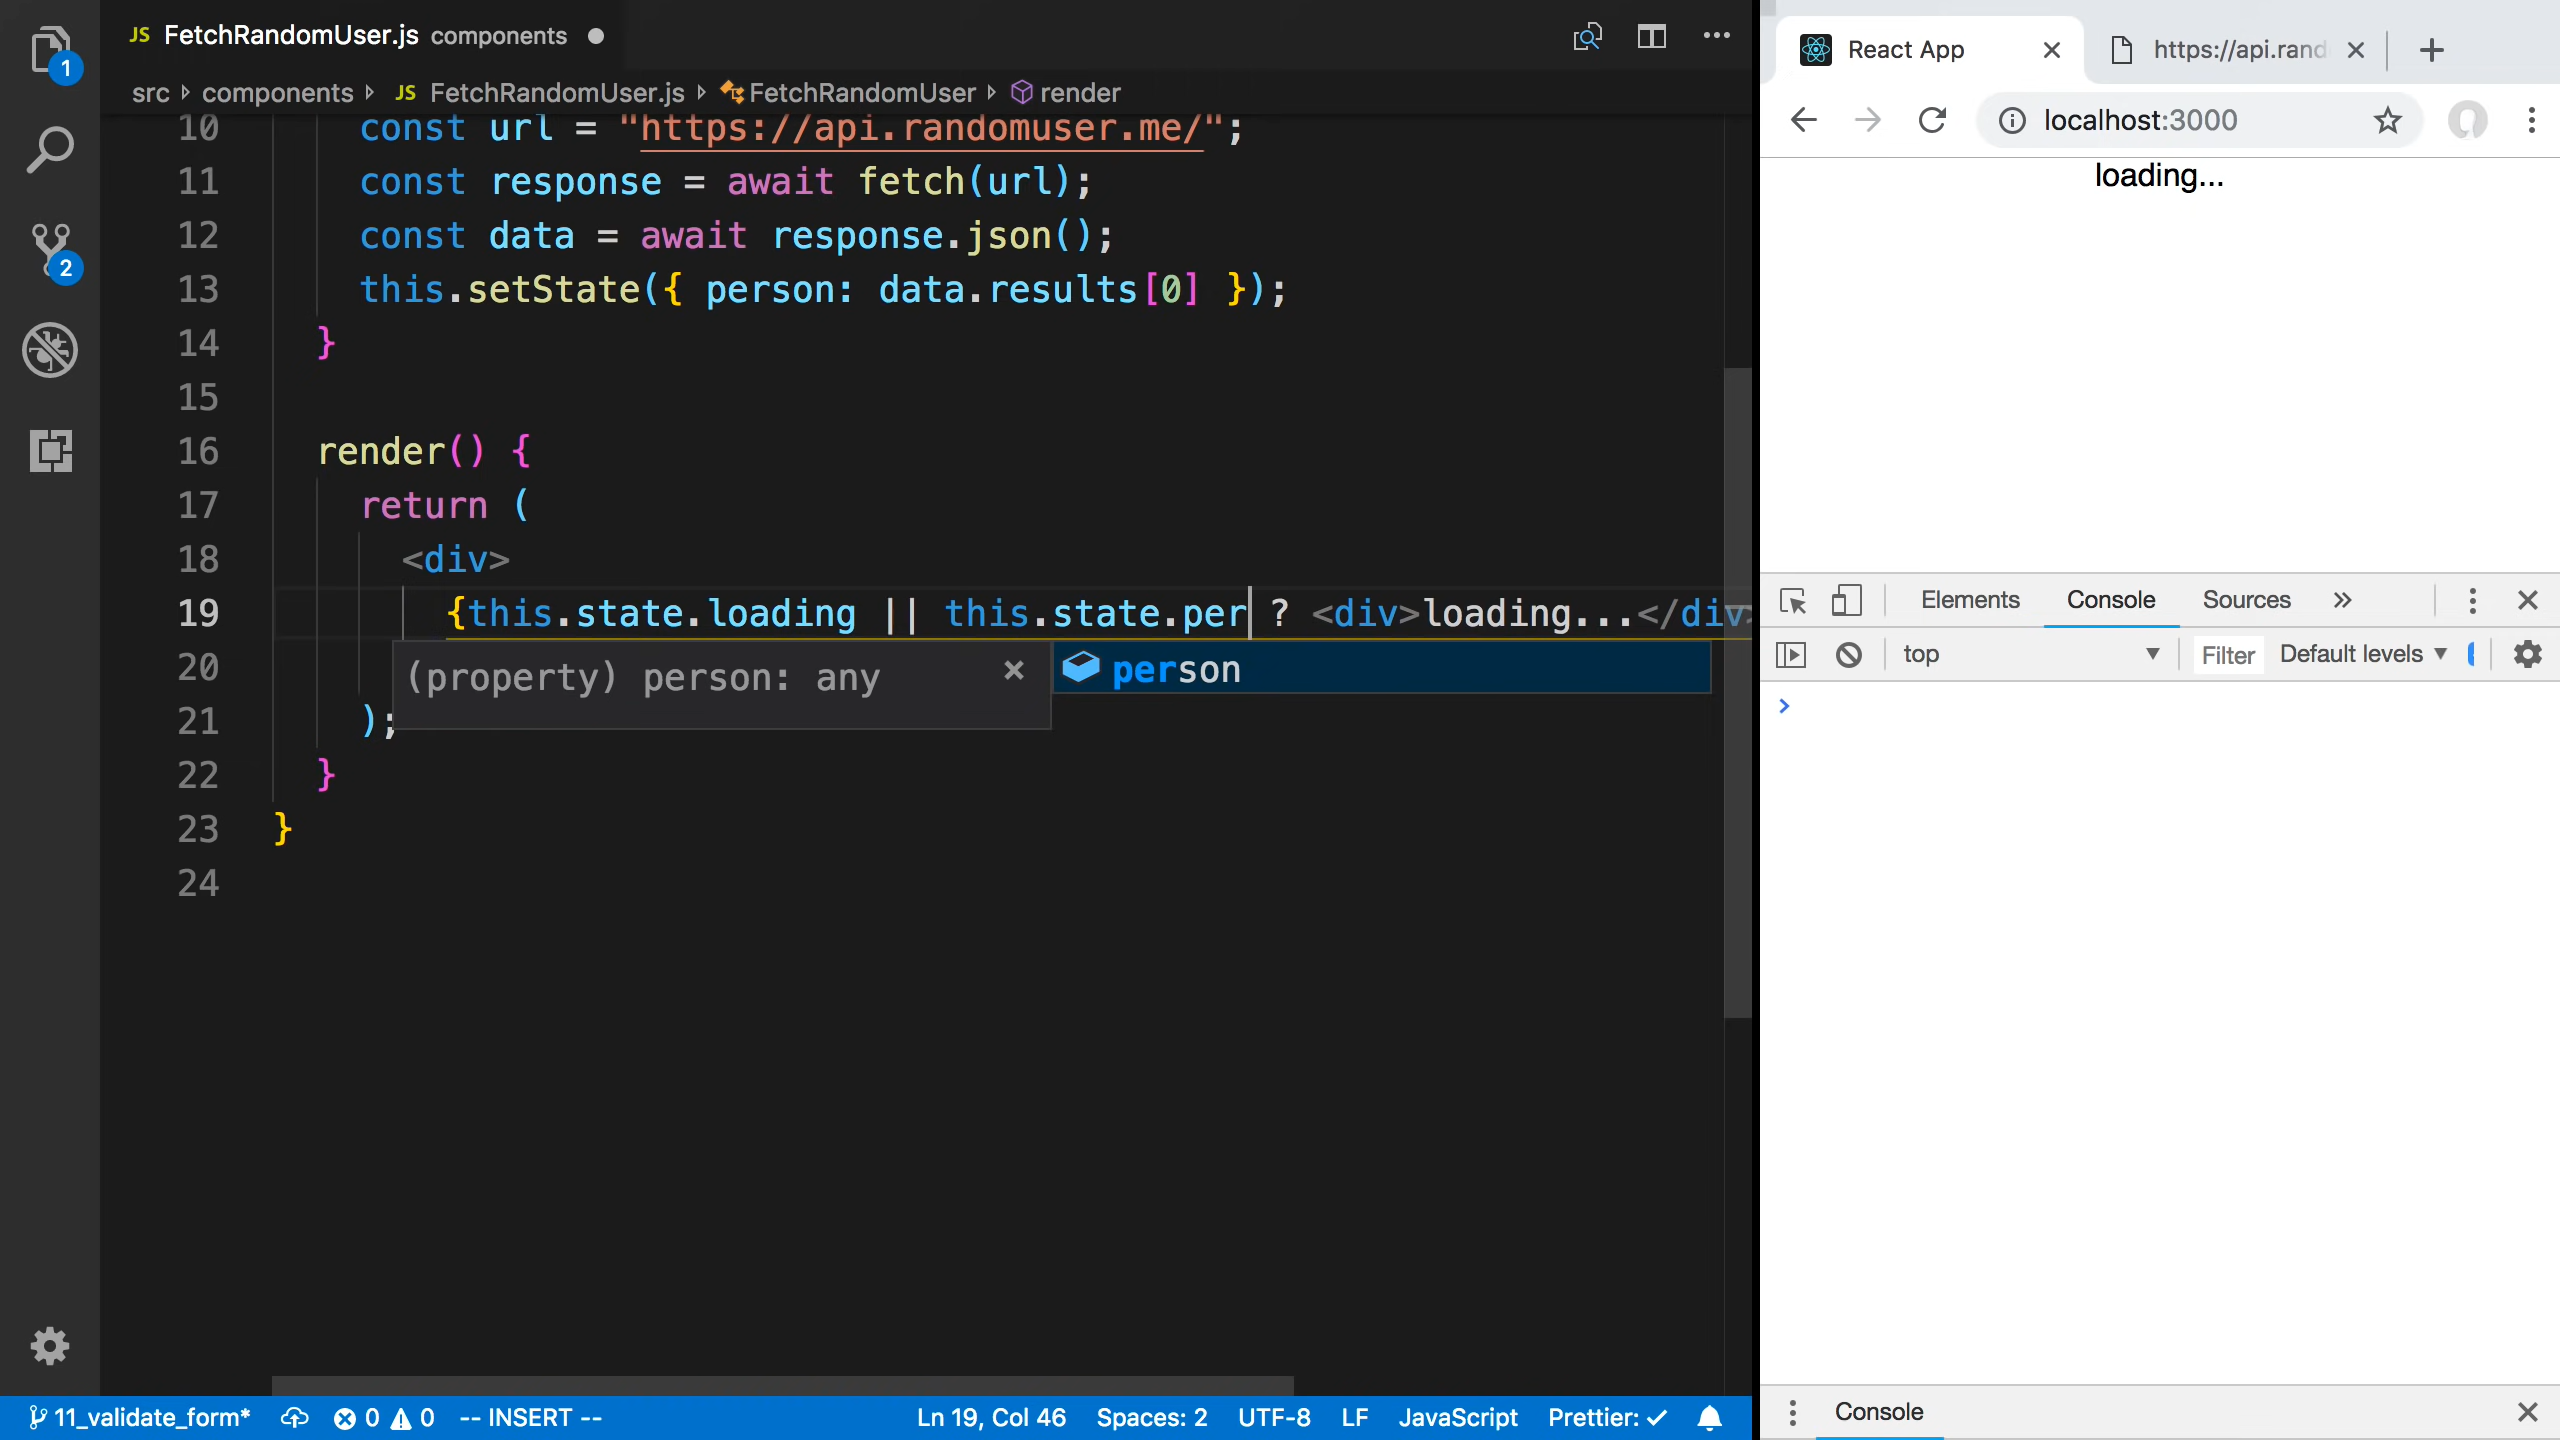 JS FetchRandomUser.js components
src components JS FetchRandomUser.js FetchRandomUser render
10 const url = "https://api.randomuser.me/";
11 const response = await fetch(url);
12 const data = await response.json();
13 this.setState({ person: data.results[0] });
14 }
15
16 render() {
17 return (
18 <div>
19 {this.state.loading || this.state.per ? <div>loading...</div>
20 (property) person: any × person
21 );
22 }
23 }
24
1
2
11_validate_form* 0 0 -- INSERT -- Ln 19, Col 46 Spaces: 2 UTF-8 LF JavaScript Prettier: ✓
React App https://api.rand
localhost:3000
loading...
Elements Console Sources »
top Filter Default levels ▼
>
Console